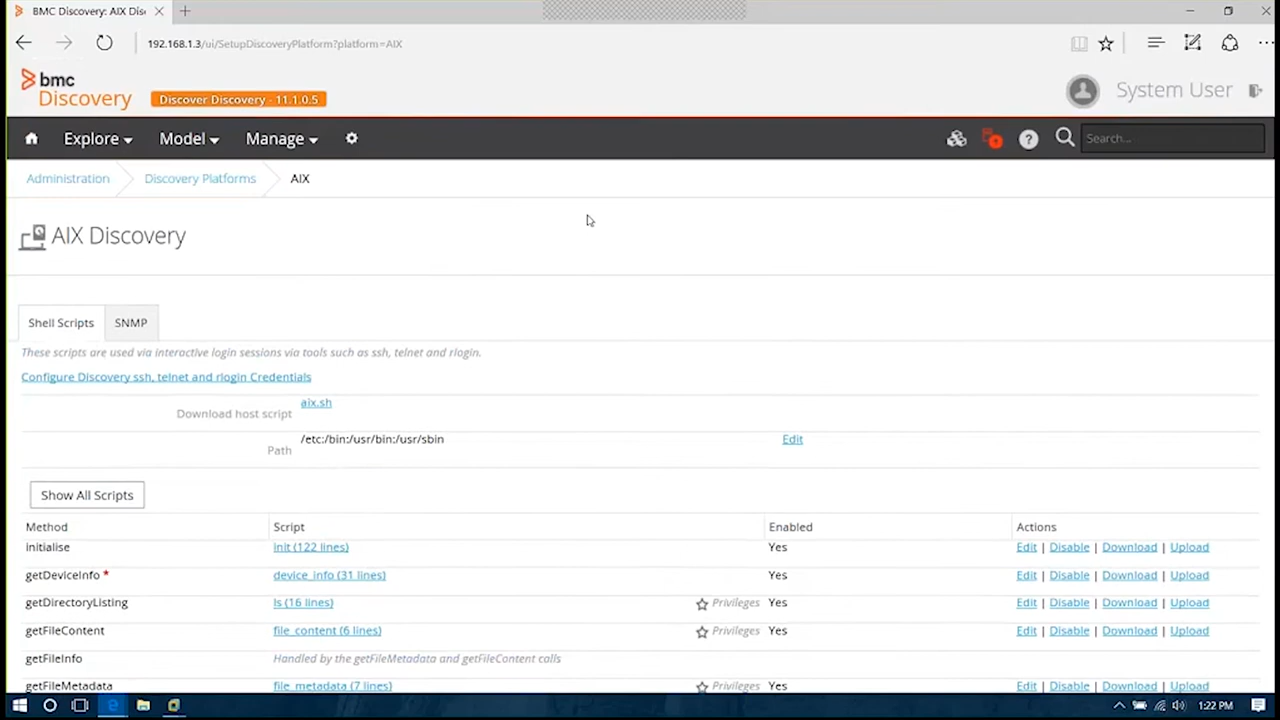 BMC Discovery: AIX Dis
192.168.1.3/ui/SetupDiscoveryPlatform?platform=AIX
bmc
Discovery
Discover Discovery - 11.1.0.5
System User
Explore
Model
Manage
Search...
Administration
Discovery Platforms
AIX
AIX Discovery
Shell Scripts
SNMP
These scripts are used via interactive login sessions via tools such as ssh, telnet and rlogin.
Configure Discovery ssh, telnet and rlogin Credentials
Download host script aix.sh
Path /etc:/bin:/usr/bin:/usr/sbin Edit
Show All Scripts
Method Script Enabled Actions
initialise init (122 lines) Yes Edit | Disable | Download | Upload
getDeviceInfo * device_info (31 lines) Yes Edit | Disable | Download | Upload
getDirectoryListing ls (16 lines) Privileges Yes Edit | Disable | Download | Upload
getFileContent file_content (6 lines) Privileges Yes Edit | Disable | Download | Upload
getFileInfo Handled by the getFileMetadata and getFileContent calls
getFileMetadata file_metadata (7 lines) Privileges Yes Edit | Disable | Download | Upload
1:22 PM